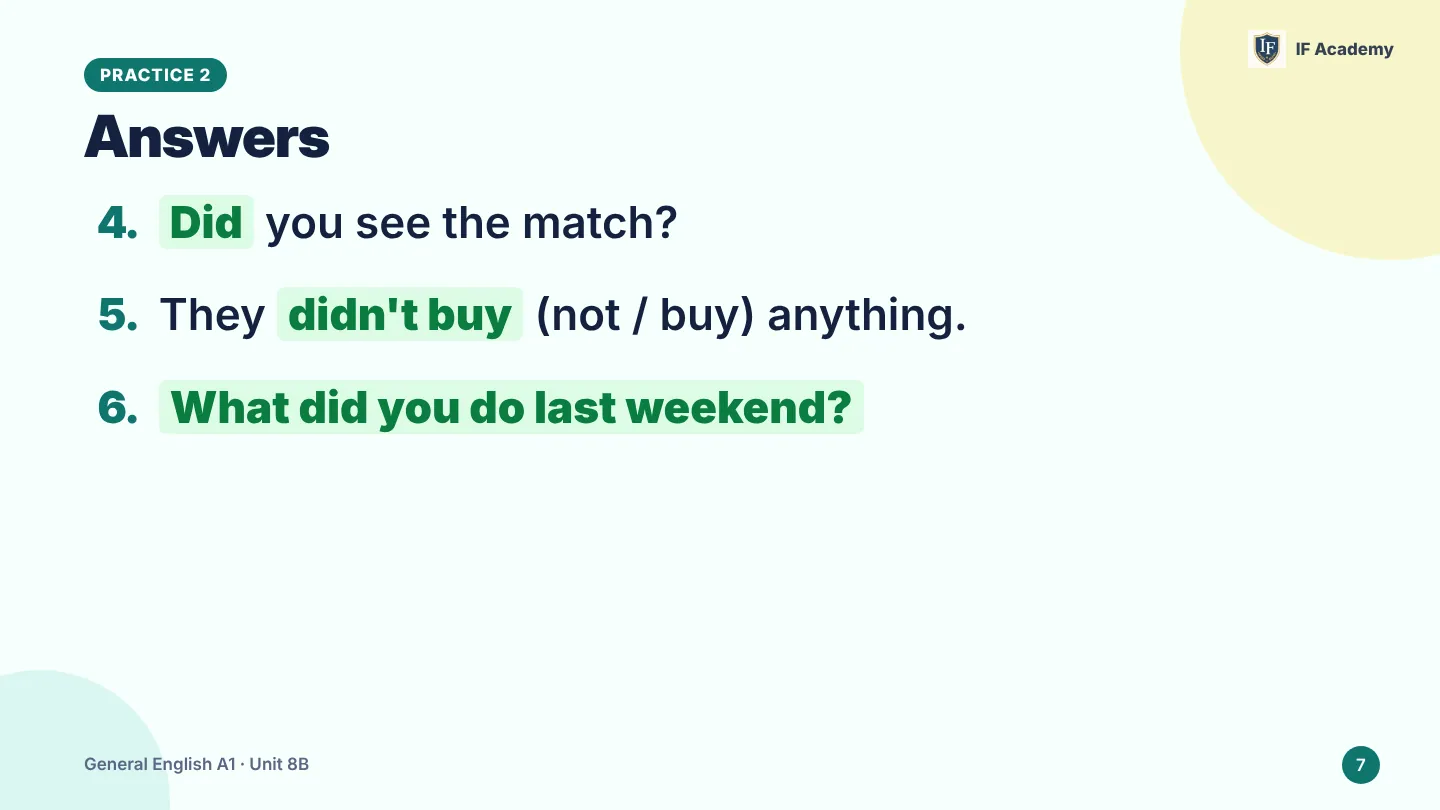 PRACTICE 2
IF Academy
Answers
4. Did you see the match?
5. They didn't buy (not / buy) anything.
6. What did you do last weekend?
General English A1 · Unit 8B
7